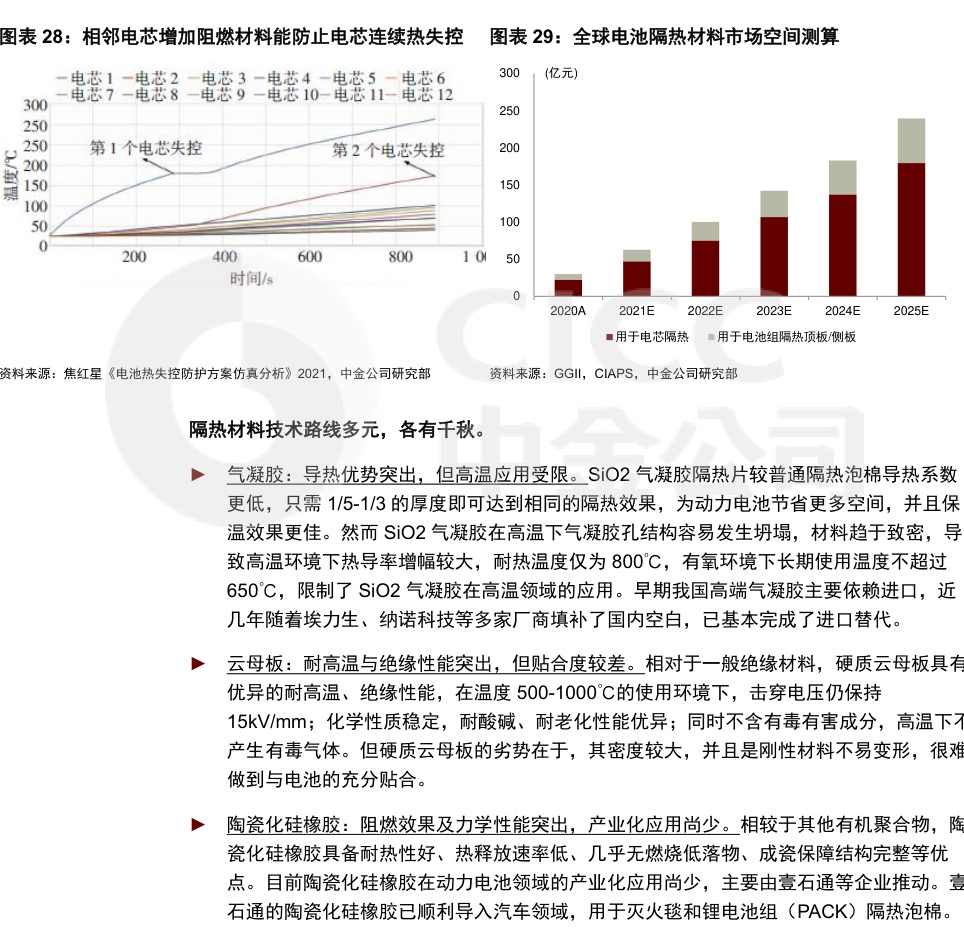 图表 28：相邻电芯增加阻燃材料能防止电芯连续热失控
电芯 1 电芯 2 电芯 3 电芯 4 电芯 5 电芯 6
电芯 7 电芯 8 电芯 9 电芯 10 电芯 11 电芯 12
300
250
200
150
100
50
0
温度/℃
第 1 个电芯失控
第 2 个电芯失控
200 400 600 800 1 00
时间/s
资料来源：焦红星《电池热失控防护方案仿真分析》2021，中金公司研究部
图表 29：全球电池隔热材料市场空间测算
(亿元)
300
250
200
150
100
50
0
2020A 2021E 2022E 2023E 2024E 2025E
用于电芯隔热 用于电池组隔热顶板/侧板
资料来源：GGII，CIAPS，中金公司研究部
CICC
中金公司
隔热材料技术路线多元，各有千秋。
► 气凝胶：导热优势突出，但高温应用受限。SiO2 气凝胶隔热片较普通隔热泡棉导热系数
更低，只需 1/5-1/3 的厚度即可达到相同的隔热效果，为动力电池节省更多空间，并且保
温效果更佳。然而 SiO2 气凝胶在高温下气凝胶孔结构容易发生坍塌，材料趋于致密，导
致高温环境下热导率增幅较大，耐热温度仅为 800℃，有氧环境下长期使用温度不超过
650℃，限制了 SiO2 气凝胶在高温领域的应用。早期我国高端气凝胶主要依赖进口，近
几年随着埃力生、纳诺科技等多家厂商填补了国内空白，已基本完成了进口替代。
► 云母板：耐高温与绝缘性能突出，但贴合度较差。相对于一般绝缘材料，硬质云母板具有
优异的耐高温、绝缘性能，在温度 500-1000℃的使用环境下，击穿电压仍保持
15kV/mm；化学性质稳定，耐酸碱、耐老化性能优异；同时不含有毒有害成分，高温下不
产生有毒气体。但硬质云母板的劣势在于，其密度较大，并且是刚性材料不易变形，很难
做到与电池的充分贴合。
► 陶瓷化硅橡胶：阻燃效果及力学性能突出，产业化应用尚少。相较于其他有机聚合物，陶
瓷化硅橡胶具备耐热性好、热释放速率低、几乎无燃烧低落物、成瓷保障结构完整等优
点。目前陶瓷化硅橡胶在动力电池领域的产业化应用尚少，主要由壹石通等企业推动。壹
石通的陶瓷化硅橡胶已顺利导入汽车领域，用于灭火毯和锂电池组（PACK）隔热泡棉。